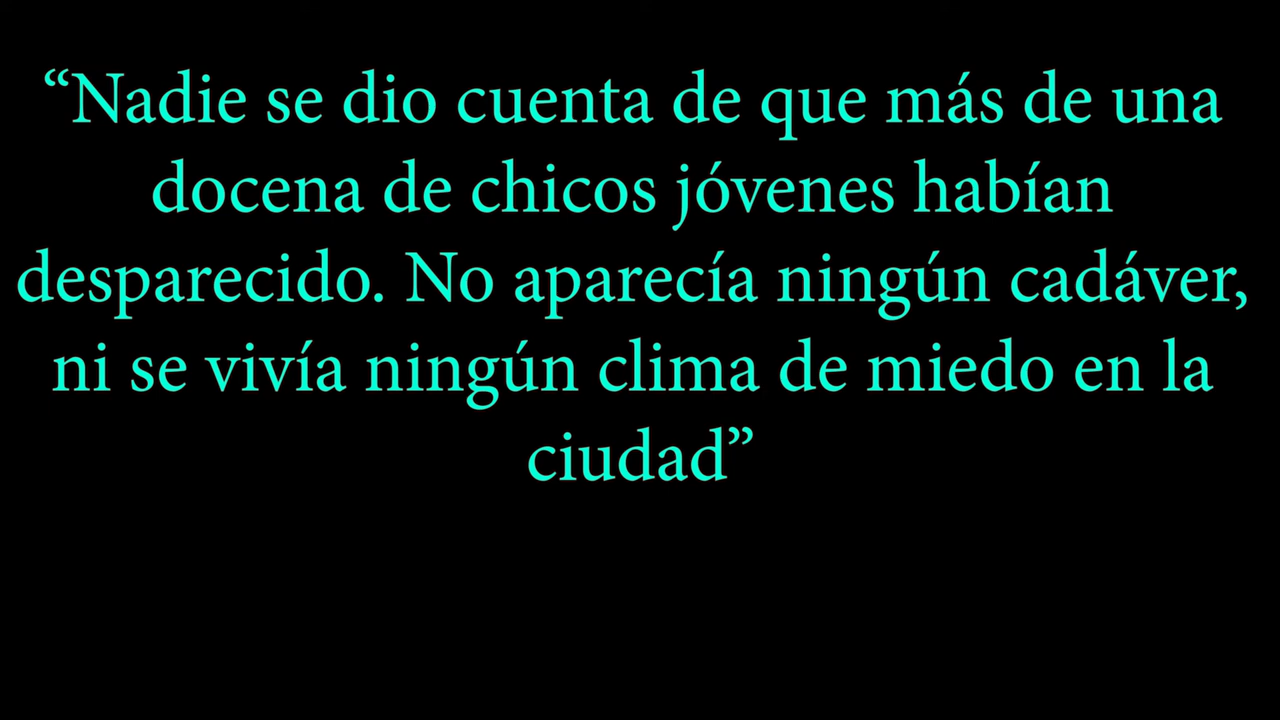 “Nadie se dio cuenta de que más de una
docena de chicos jóvenes habían
desparecido. No aparecía ningún cadáver,
ni se vivía ningún clima de miedo en la
ciudad”